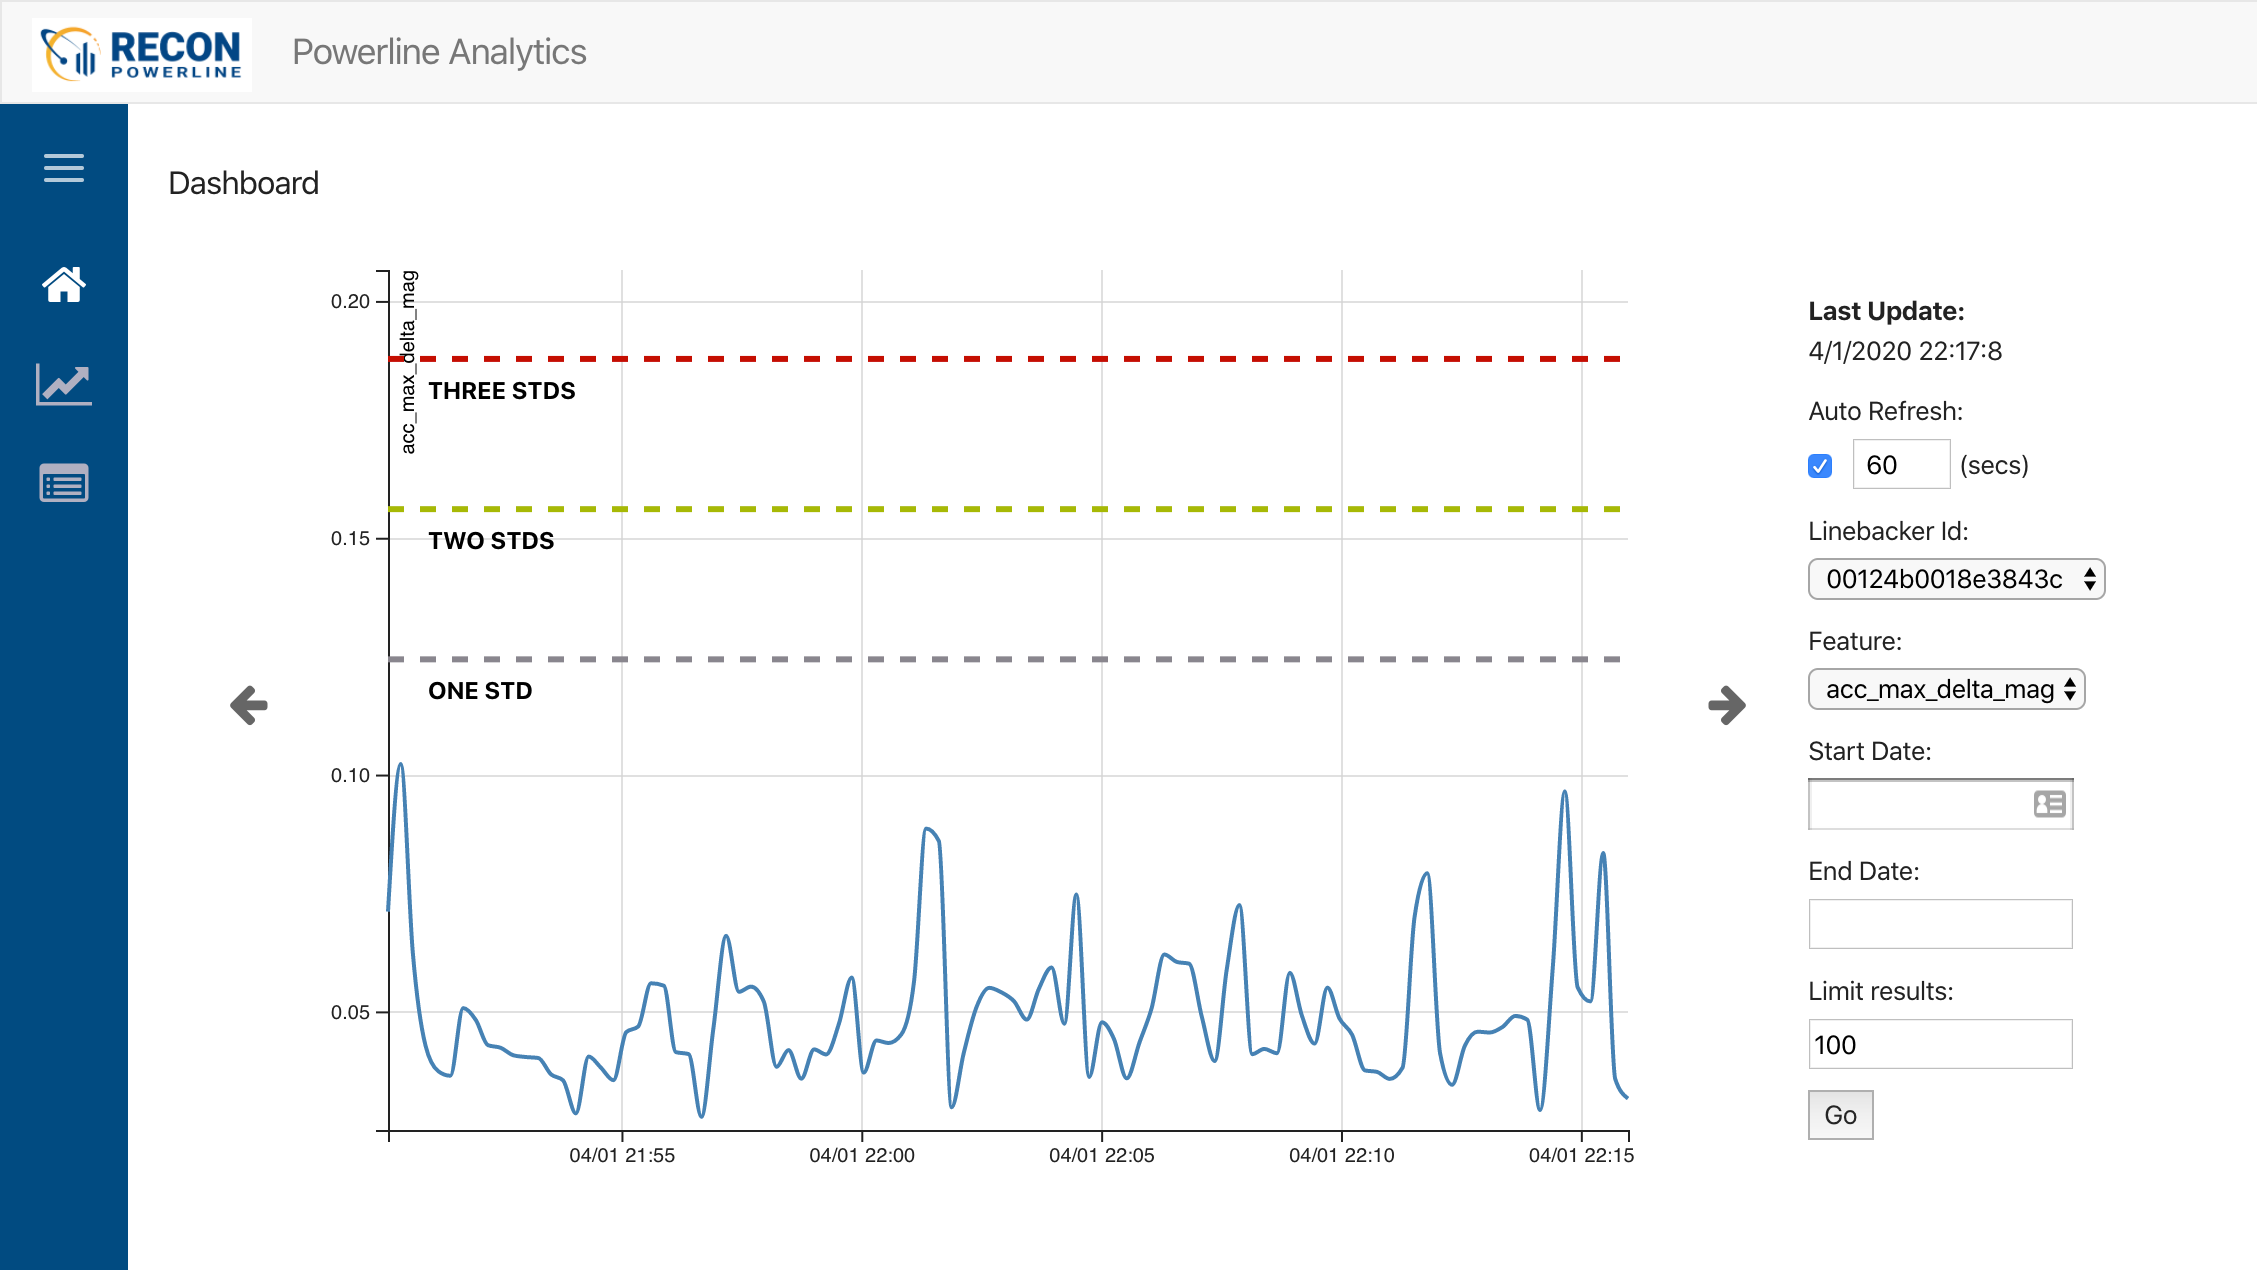 RECON
POWERLINE
Powerline Analytics
Dashboard
acc_max_delta_mag
0.20
THREE STDS
0.15
TWO STDS
ONE STD
0.10
0.05
04/01 21:55
04/01 22:00
04/01 22:05
04/01 22:10
04/01 22:15
Last Update:
4/1/2020 22:17:8
Auto Refresh:
60 (secs)
Linebacker Id:
00124b0018e3843c
Feature:
acc_max_delta_mag
Start Date:
End Date:
Limit results:
100
Go